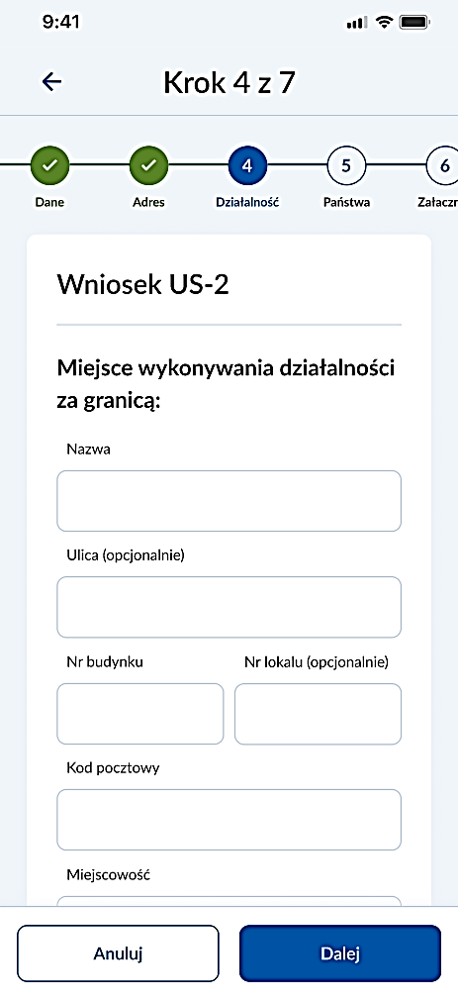 9:41
Krok 4 z 7
4
5
6
Dane
Adres
Działalność
Państwa
Załączr
Wniosek US-2
Miejsce wykonywania działalności
za granicą:
Nazwa
Ulica (opcjonalnie)
Nr budynku
Nr lokalu (opcjonalnie)
Kod pocztowy
Miejscowość
Anuluj
Dalej